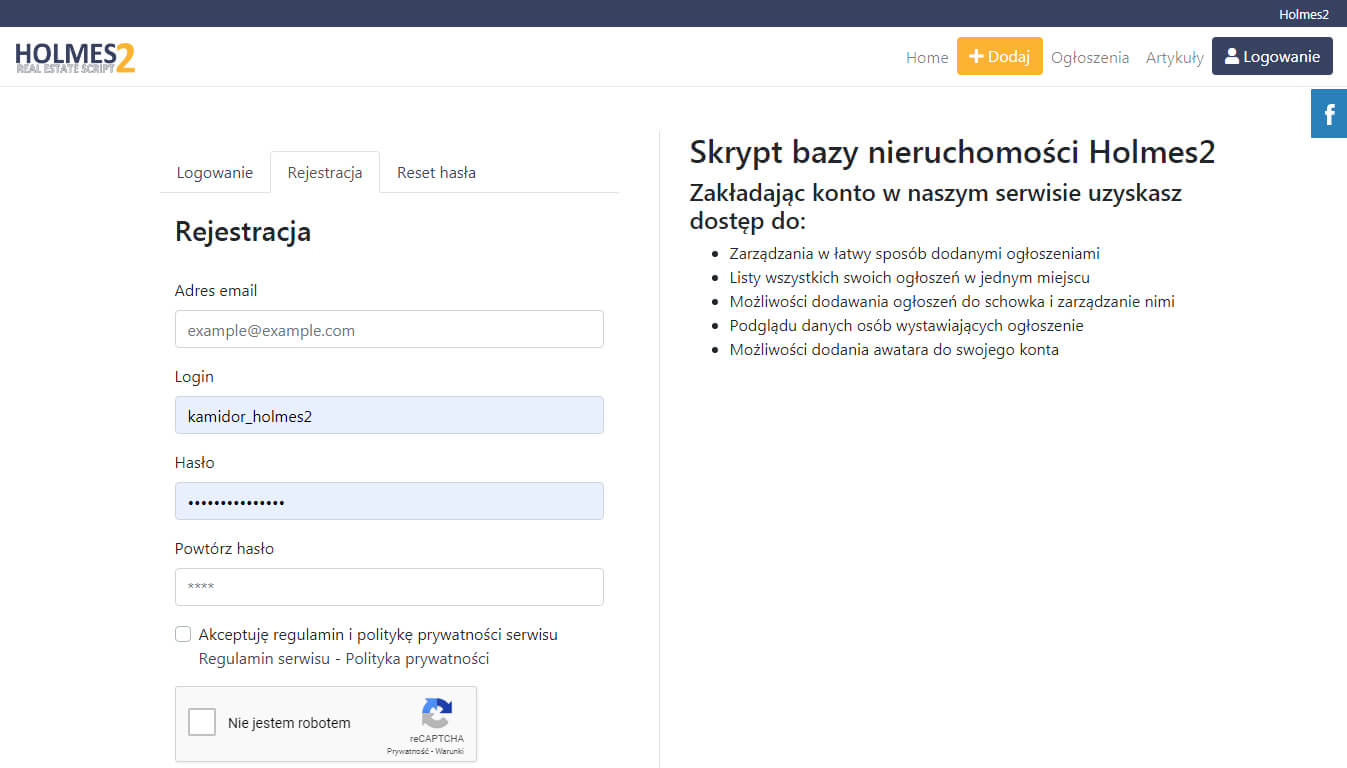 Holmes2
HOLMES2
REAL ESTATE SCRIPT
Home
Dodaj
Ogłoszenia
Artykuły
Logowanie
Logowanie
Rejestracja
Reset hasła
Rejestracja
Adres email
example@example.com
Login
kamidor_holmes2
Hasło
•••••••••••••••
Powtórz hasło
****
Akceptuję regulamin i politykę prywatności serwisu
Regulamin serwisu - Polityka prywatności
Nie jestem robotem
reCAPTCHA
Prywatność - Warunki
Skrypt bazy nieruchomości Holmes2
Zakładając konto w naszym serwisie uzyskasz
dostęp do:
Zarządzania w łatwy sposób dodanymi ogłoszeniami
Listy wszystkich swoich ogłoszeń w jednym miejscu
Możliwości dodawania ogłoszeń do schowka i zarządzanie nimi
Podglądu danych osób wystawiających ogłoszenie
Możliwości dodania awatara do swojego konta